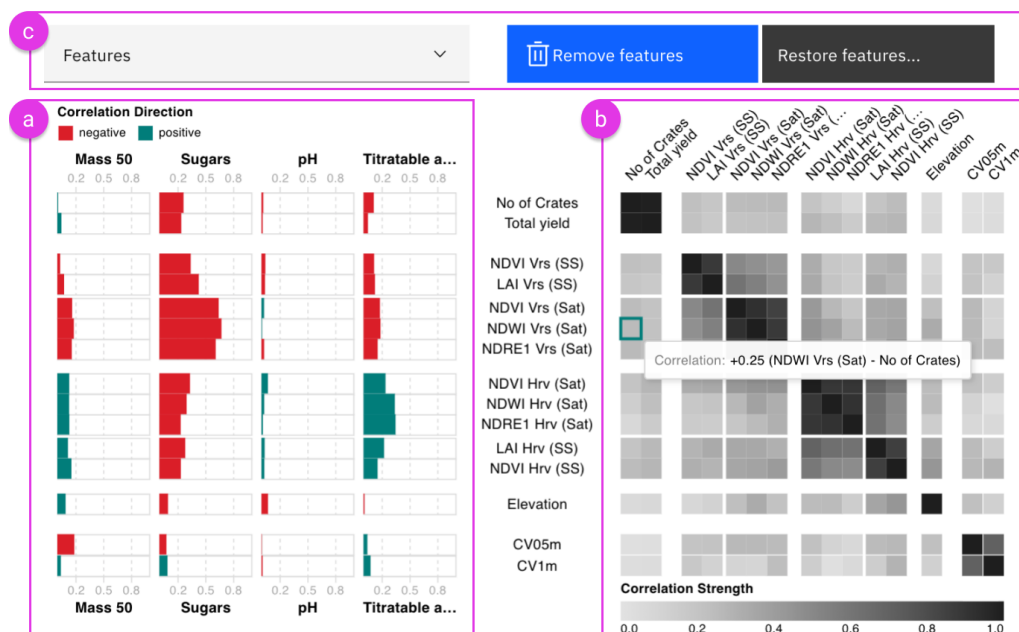 c
Features
Remove features
Restore features...
a
Correlation Direction
negative
positive
Mass 50
Sugars
pH
Titratable a...
0.2 0.5 0.8
0.2 0.5 0.8
0.2 0.5 0.8
0.2 0.5 0.8
0.2 0.5 0.8
0.2 0.5 0.8
0.2 0.5 0.8
0.2 0.5 0.8
Mass 50
Sugars
pH
Titratable a...
No of Crates
Total yield
NDVI Vrs (SS)
LAI Vrs (SS)
NDVI Vrs (Sat)
NDWI Vrs (Sat)
NDRE1 Vrs (Sat)
NDVI Hrv (Sat)
NDWI Hrv (Sat)
NDRE1 Hrv (Sat)
LAI Hrv (SS)
NDVI Hrv (SS)
Elevation
CV05m
CV1m
b
No of Crates
Total yield
NDVI Vrs (SS)
LAI Vrs (SS)
NDVI Vrs (Sat)
NDWI Vrs (Sat)
NDRE1 Vrs (...
NDVI Hrv (Sat)
NDWI Hrv (Sat)
NDRE1 Hrv (...
LAI Hrv (SS)
NDVI Hrv (SS)
Elevation
CV05m
CV1m
Correlation: +0.25 (NDWI Vrs (Sat) - No of Crates)
Correlation Strength
0.0 0.2 0.4 0.6 0.8 1.0